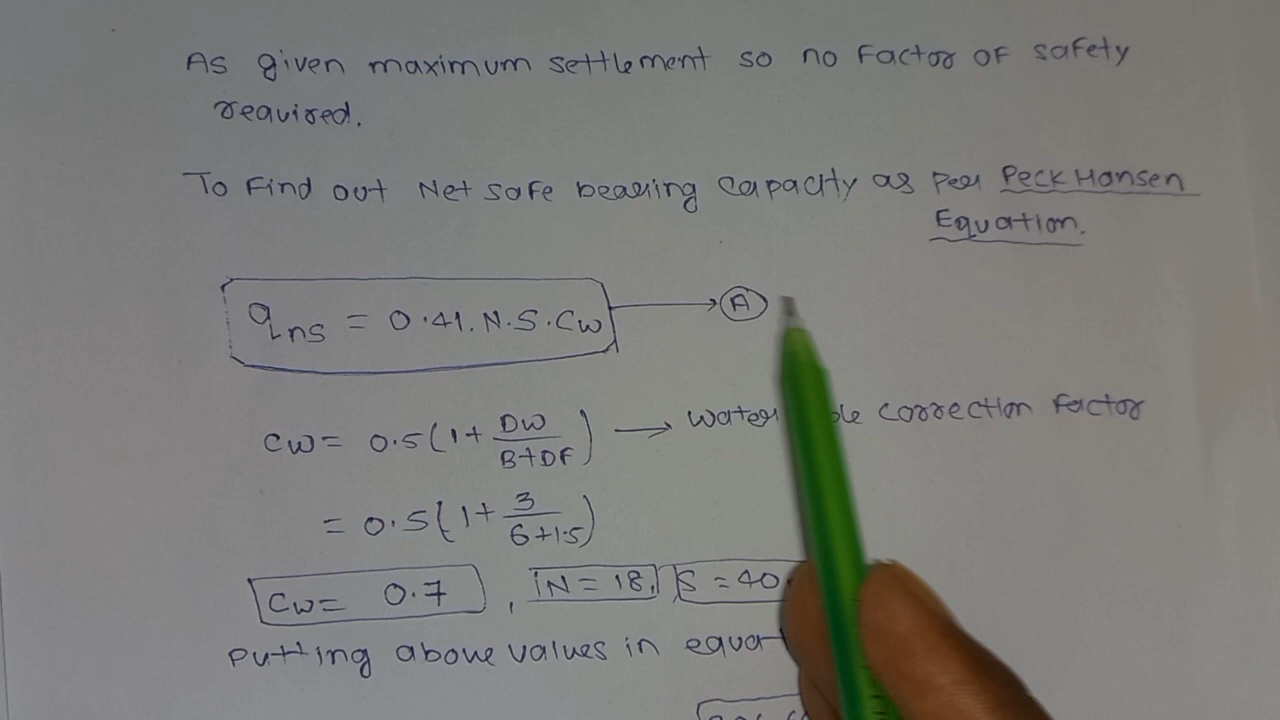 As given maximum settlement so no Factor of safety
required.
To Find out Net safe bearing capacity as per Peck Hansen
Equation.
qns = 0.41.N.S.Cw → A
CW = 0.5(1+ DW/B+DF) → water correction factor
= 0.5(1+ 3/6+1.5)
CW= 0.7 , N = 18, S = 40
putting above values in